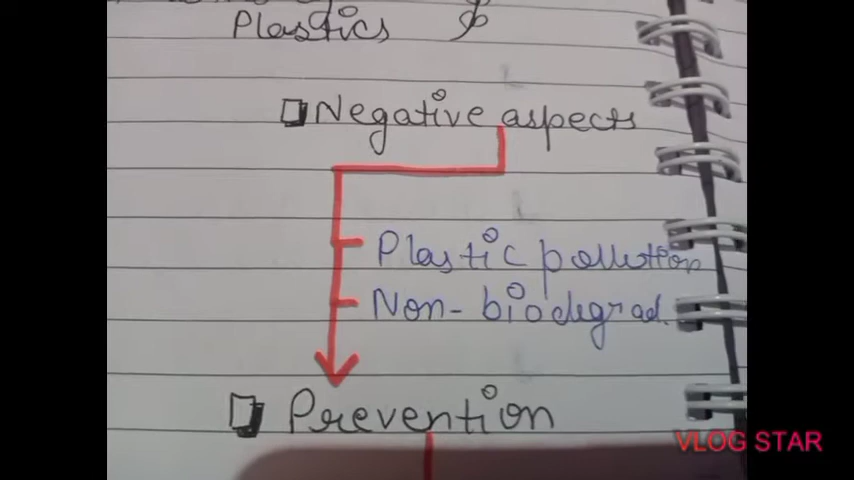 Plastics
Negative aspects
Plastic pollution
Non-biodegrad.
Prevention
VLOG STAR